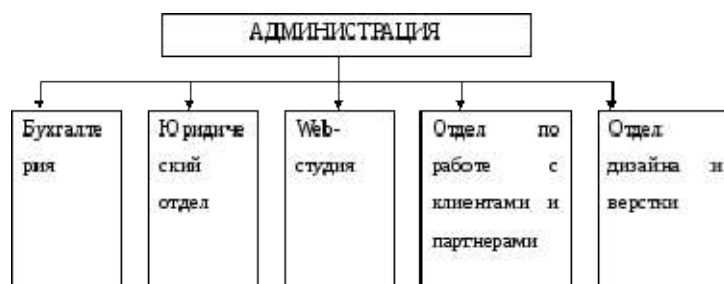 АДМИНИСТРАЦИЯ
Бухгалте
рия
Юридиче
ский
отдел
Web-
студия
Отдел по
работе с
клиентами и
партнерами
Отдел
дизайна и
верстки